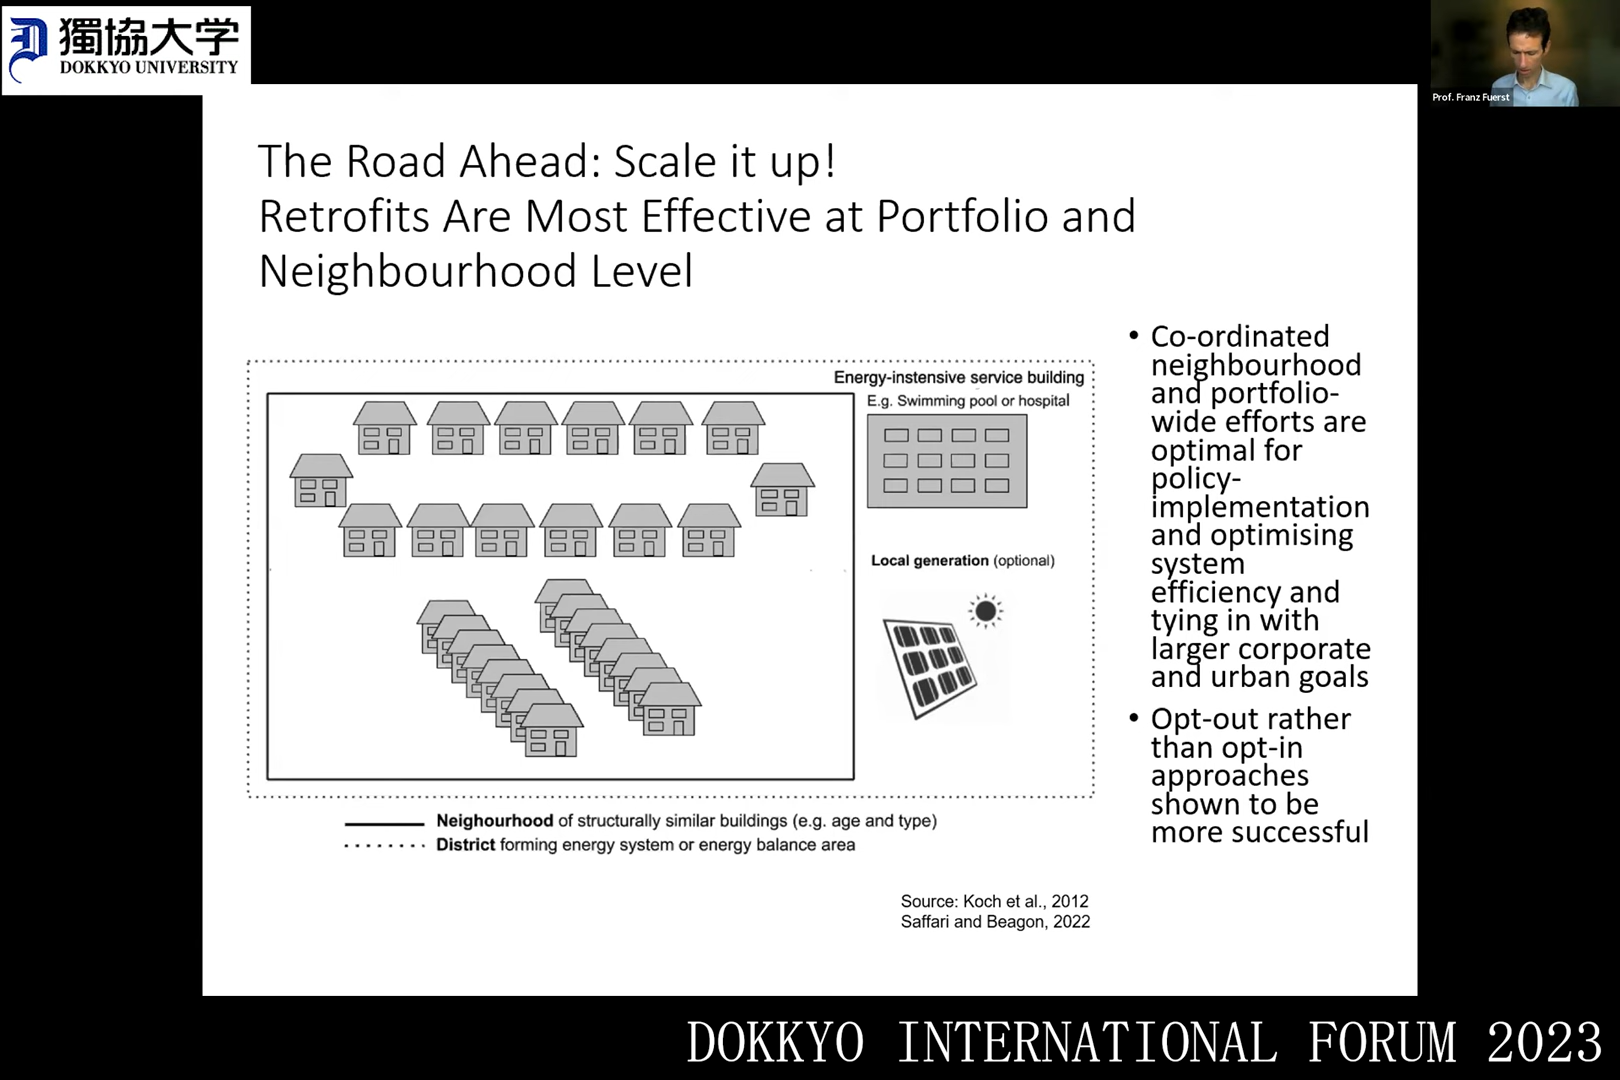 獨協大学
DOKKYO UNIVERSITY
Prof. Franz Fuerst
The Road Ahead: Scale it up!
Retrofits Are Most Effective at Portfolio and
Neighbourhood Level
Energy-instensive service building
E.g. Swimming pool or hospital
Local generation (optional)
Neighourhood of structurally similar buildings (e.g. age and type)
District forming energy system or energy balance area
Source: Koch et al., 2012
Saffari and Beagon, 2022
• Co-ordinated
neighbourhood
and portfolio-
wide efforts are
optimal for
policy-
implementation
and optimising
system
efficiency and
tying in with
larger corporate
and urban goals
• Opt-out rather
than opt-in
approaches
shown to be
more successful
DOKKYO INTERNATIONAL FORUM 2023